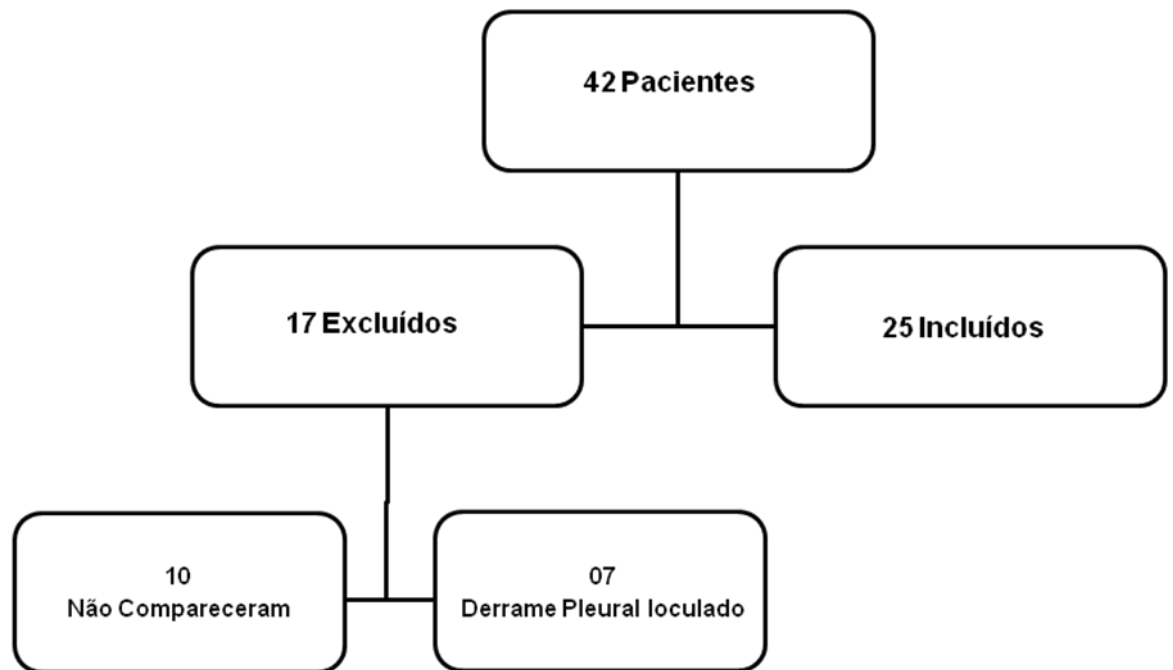 42 Pacientes
17 Excluídos
25 Incluídos
10
Não Compareceram
07
Derrame Pleural loculado